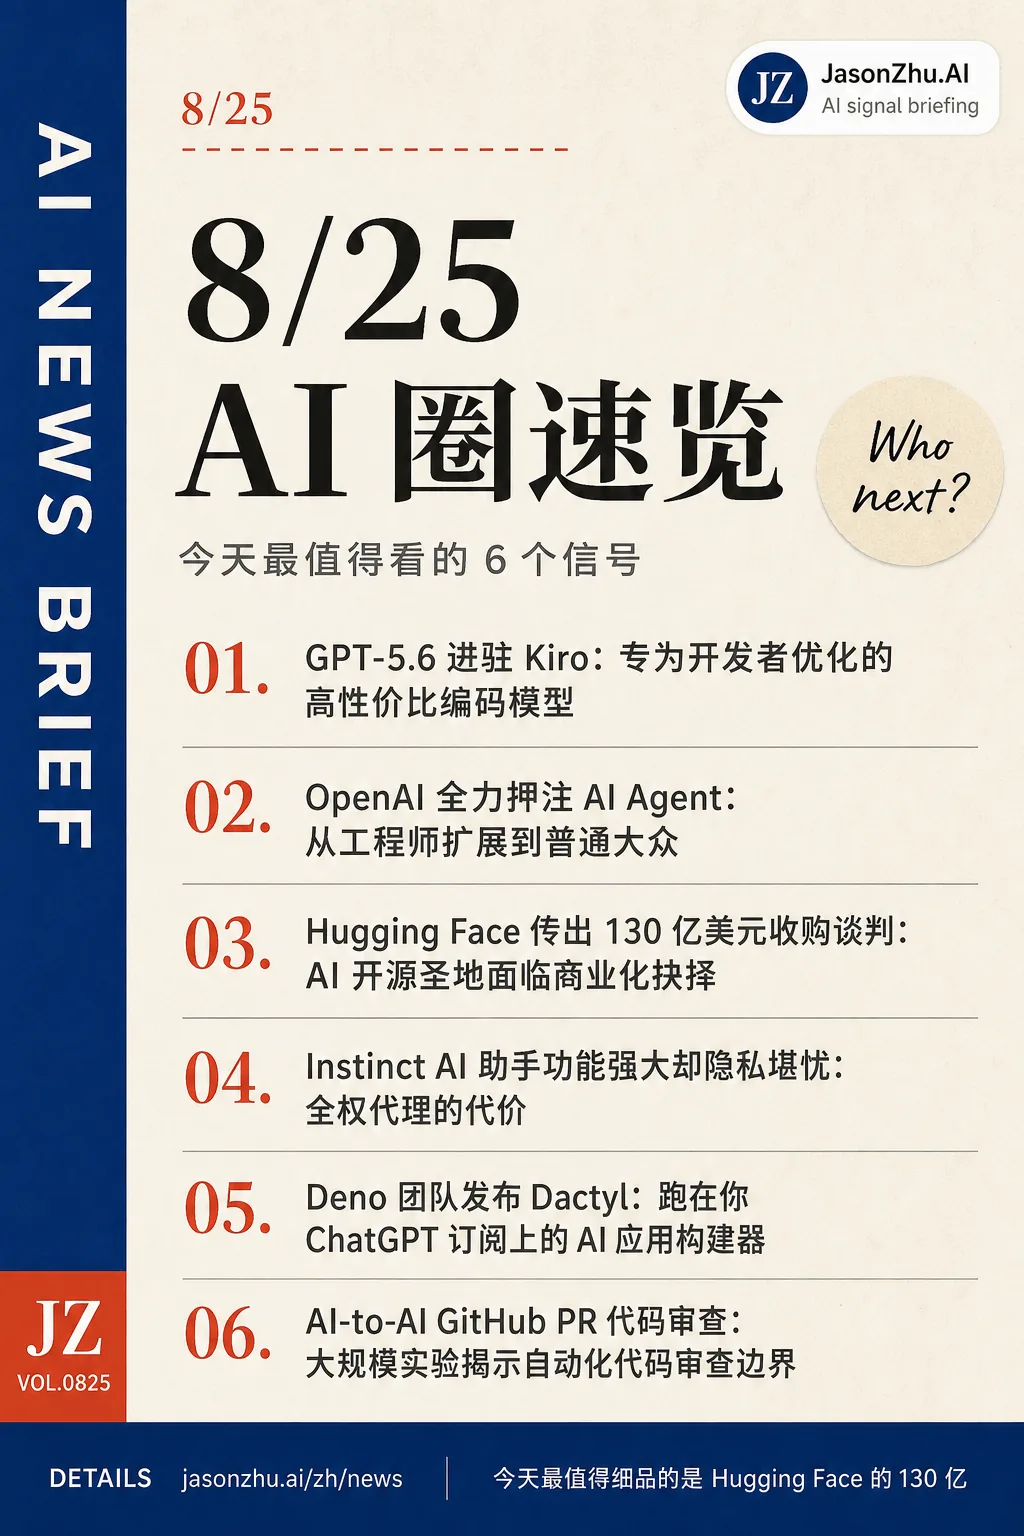 JZ
JasonZhu.AI
AI signal briefing
8/25
8/25
AI 圈速览
Who
next?
今天最值得看的 6 个信号
01.
GPT-5.6 进驻 Kiro：专为开发者优化的
高性价比编码模型
02.
OpenAI 全力押注 AI Agent：
从工程师扩展到普通大众
03.
Hugging Face 传出 130 亿美元收购谈判：
AI 开源圣地面临商业化抉择
04.
Instinct AI 助手功能强大却隐私堪忧：
全权代理的代价
05.
Deno 团队发布 Dactyl：跑在你
ChatGPT 订阅上的 AI 应用构建器
06.
AI-to-AI GitHub PR 代码审查：
大规模实验揭示自动化代码审查边界
AI NEWS BRIEF
JZ
VOL.0825
DETAILS jasonzhu.ai/zh/news
今天最值得细品的是 Hugging Face 的 130 亿